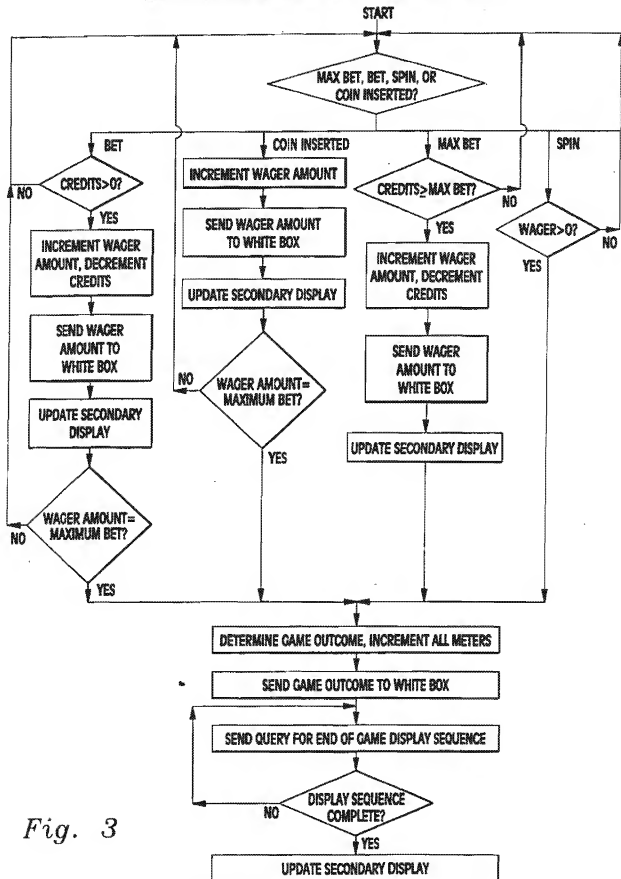 START
MAX BET, BET, SPIN, OR
COIN INSERTED?
BET
CREDITS>0?
NO
YES
INCREMENT WAGER
AMOUNT, DECREMENT
CREDITS
SEND WAGER
AMOUNT TO
WHITE BOX
UPDATE SECONDARY
DISPLAY
WAGER AMOUNT=
MAXIMUM BET?
NO
YES
COIN INSERTED
INCREMENT WAGER AMOUNT
SEND WAGER AMOUNT
TO WHITE BOX
UPDATE SECONDARY DISPLAY
WAGER AMOUNT=
MAXIMUM BET?
NO
YES
MAX BET
CREDITS≥MAX BET?
NO
YES
INCREMENT WAGER
AMOUNT, DECREMENT
CREDITS
SEND WAGER
AMOUNT TO
WHITE BOX
UPDATE SECONDARY DISPLAY
SPIN
WAGER>0?
NO
YES
DETERMINE GAME OUTCOME, INCREMENT ALL METERS
SEND GAME OUTCOME TO WHITE BOX
SEND QUERY FOR END OF GAME DISPLAY SEQUENCE
DISPLAY SEQUENCE
COMPLETE?
NO
YES
UPDATE SECONDARY DISPLAY
Fig. 3